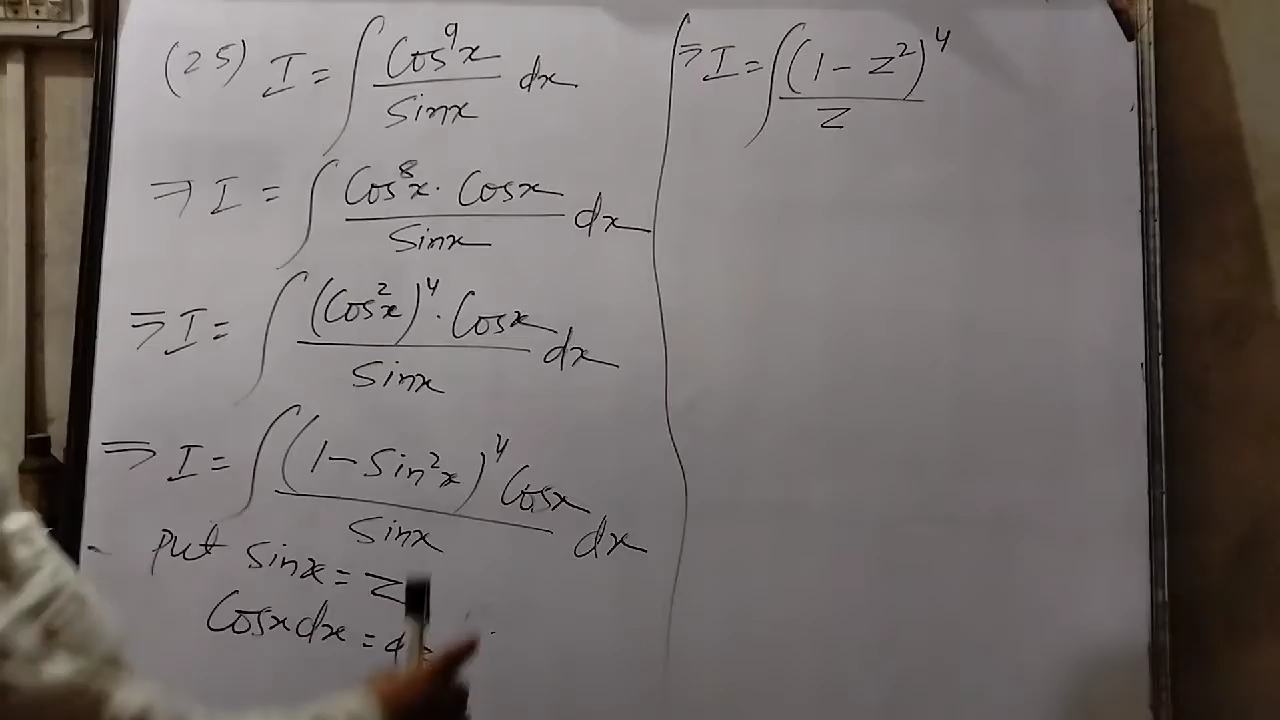 (25) I = ∫ Cos⁹x / Sinx dx
⇒ I = ∫ Cos⁸x · Cosx / Sinx dx
⇒ I = ∫ (Cos²x)⁴ · Cosx / Sinx dx
⇒ I = ∫ (1 - Sin²x)⁴ Cosx / Sinx dx
Put Sinx = Z
Cosx dx =
⇒ I = ∫ (1 - Z²)⁴ / Z